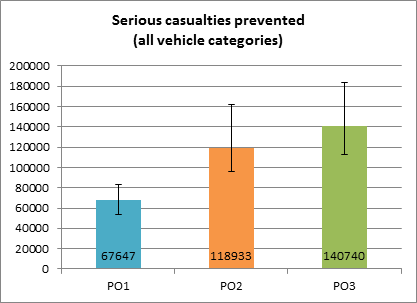 Serious casualties prevented
(all vehicle categories)
200000
180000
160000
140000
120000
100000
80000
60000
40000
20000
0
67647
118933
140740
PO1
PO2
PO3